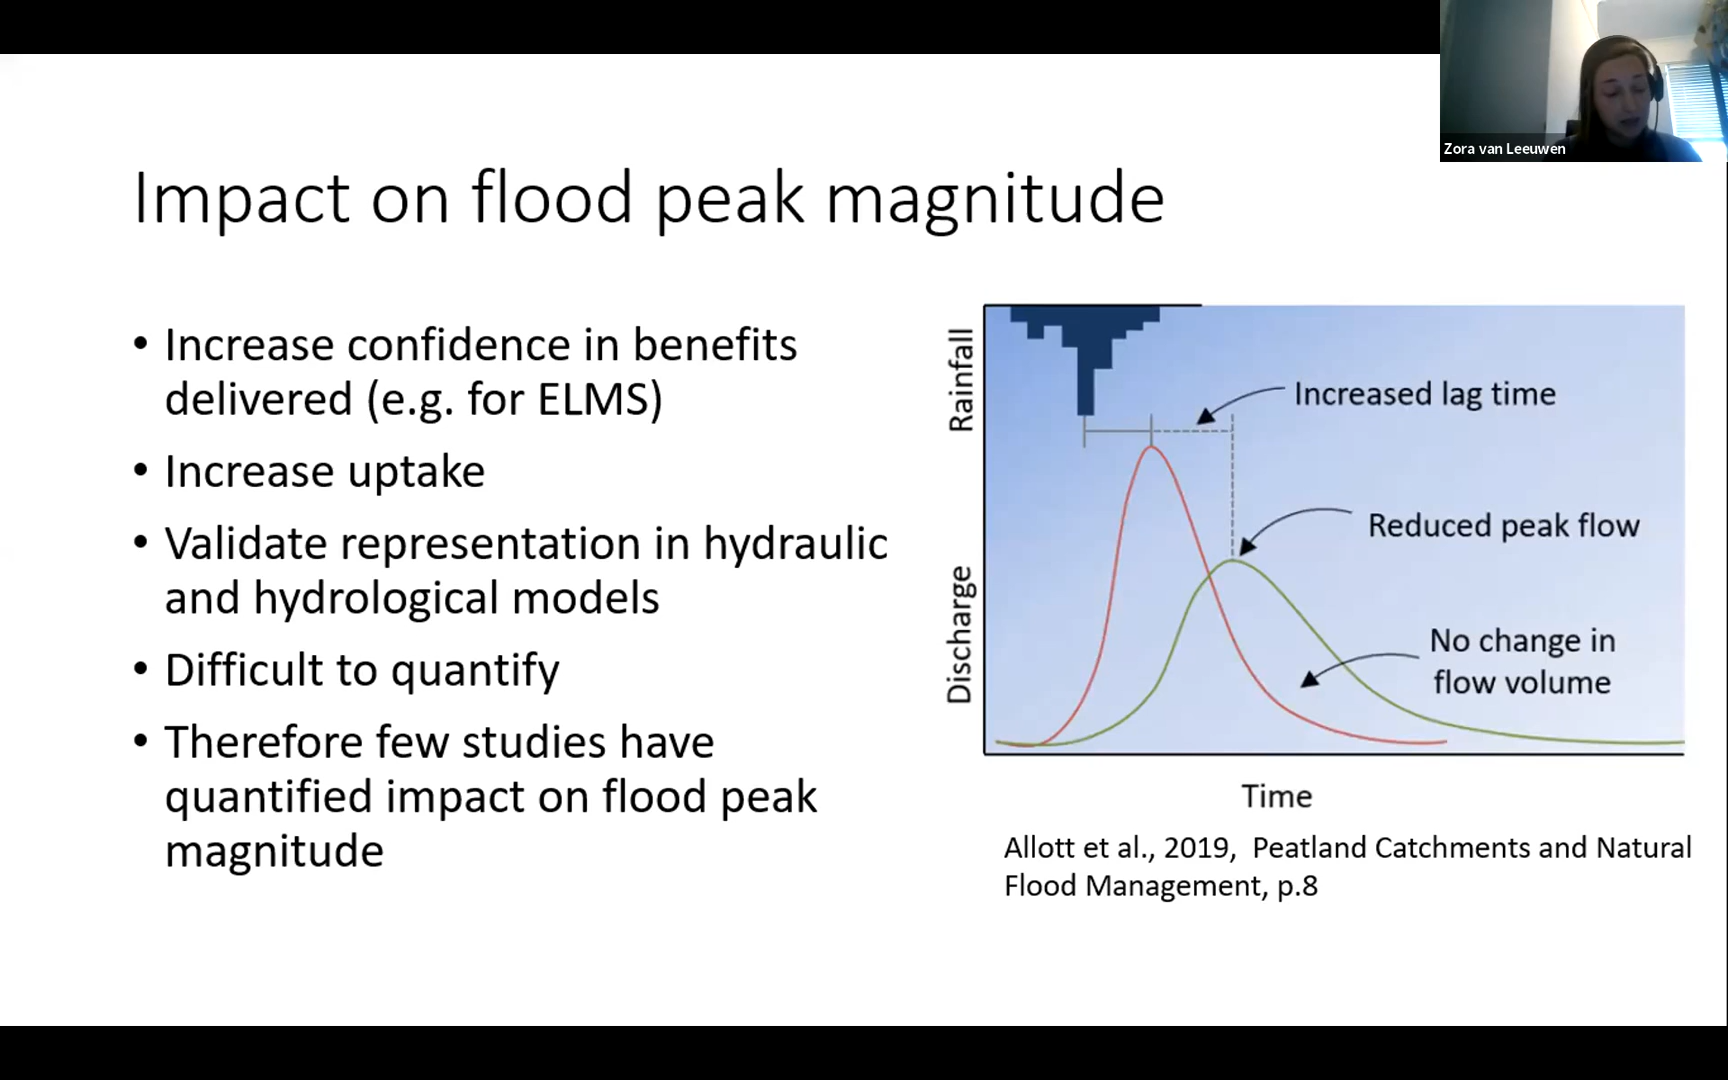 Zora van Leeuwen
Impact on flood peak magnitude
• Increase confidence in benefits
delivered (e.g. for ELMS)
• Increase uptake
• Validate representation in hydraulic
and hydrological models
• Difficult to quantify
• Therefore few studies have
quantified impact on flood peak
magnitude
Rainfall
Discharge
Increased lag time
Reduced peak flow
No change in
flow volume
Time
Allott et al., 2019, Peatland Catchments and Natural
Flood Management, p.8